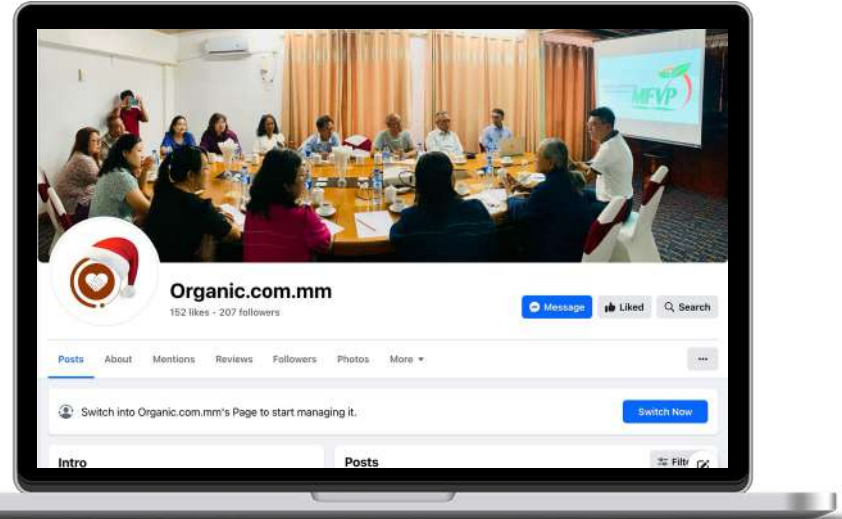 MFVP
Organic.com.mm
152 likes • 207 followers
Message
Liked
Search
Posts
About
Mentions
Reviews
Followers
Photos
More
Switch into Organic.com.mm's Page to start managing it.
Switch Now
Intro
Posts